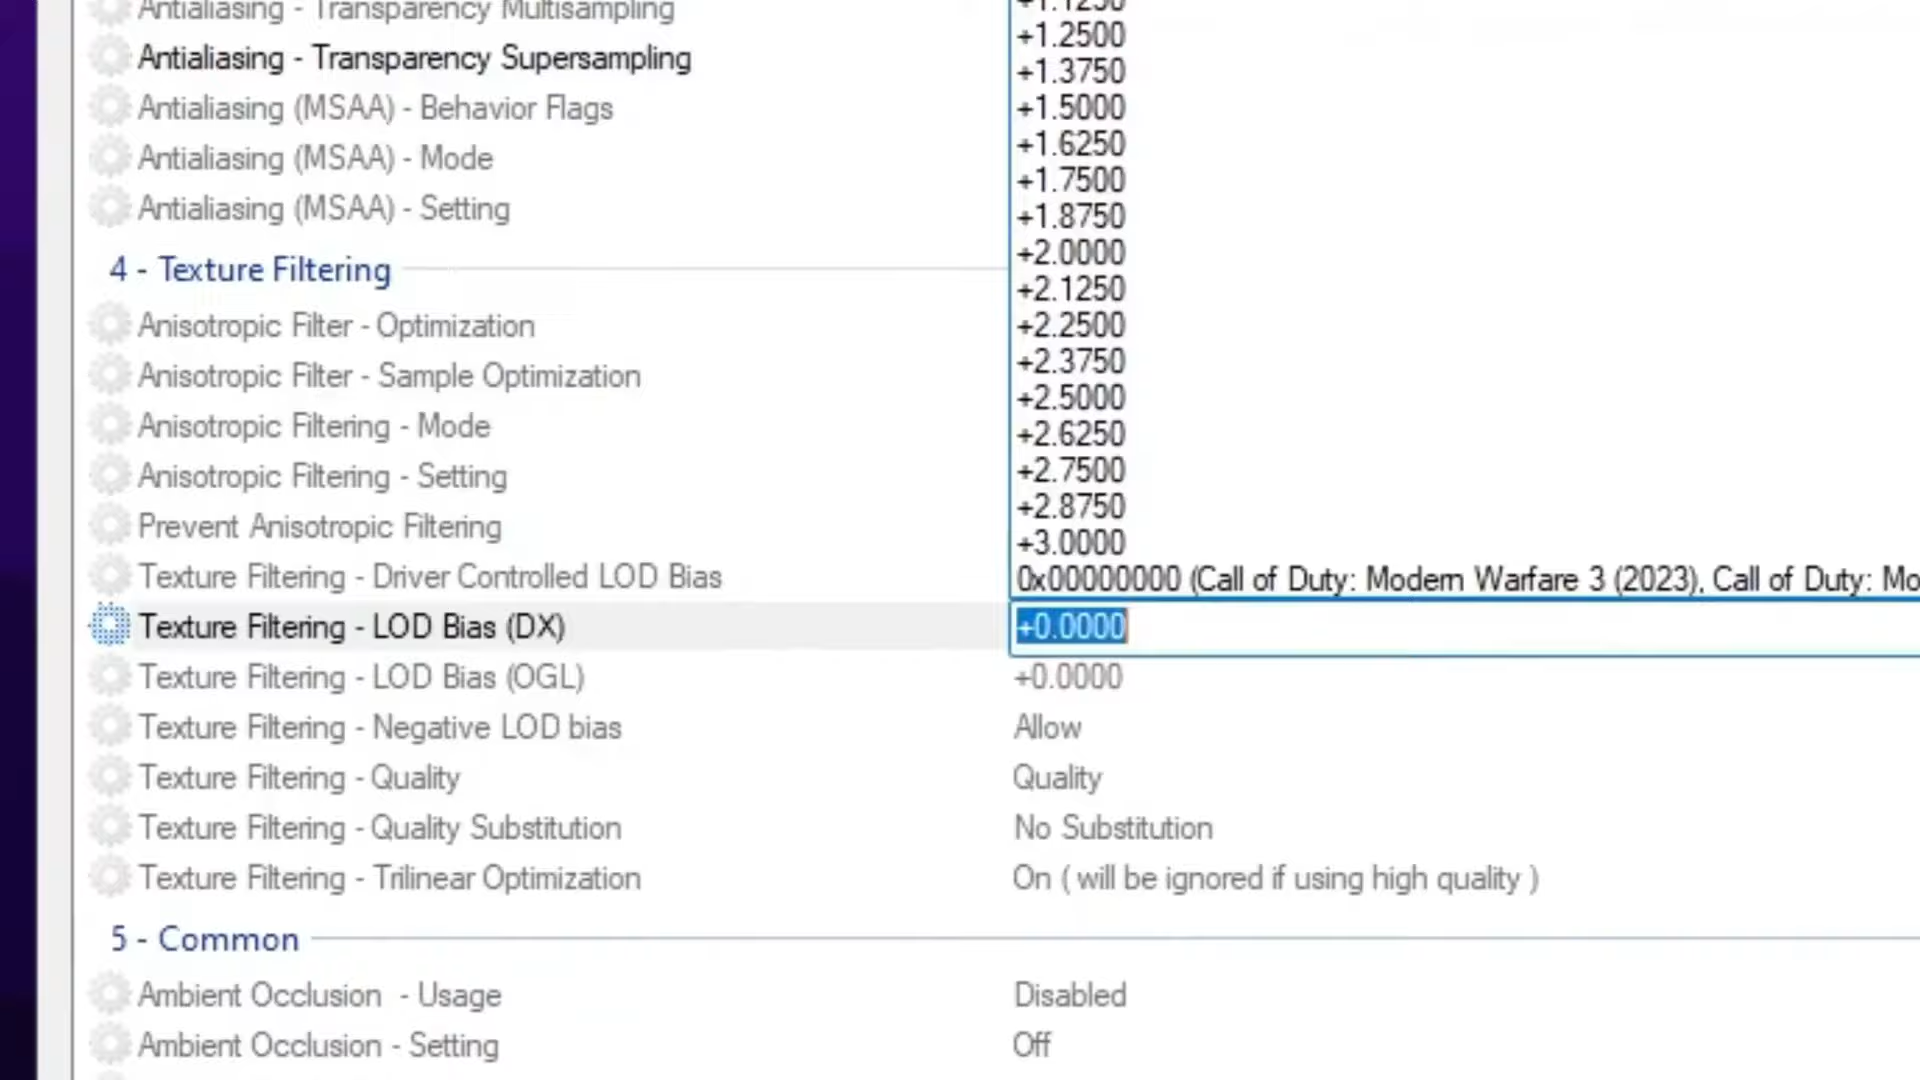 Antialiasing - Transparency Multisampling
+1.1250
+1.2500
Antialiasing - Transparency Supersampling
+1.3750
Antialiasing (MSAA) - Behavior Flags
+1.5000
+1.6250
Antialiasing (MSAA) - Mode
+1.7500
Antialiasing (MSAA) - Setting
+1.8750
+2.0000
4 - Texture Filtering
+2.1250
Anisotropic Filter - Optimization
+2.2500
+2.3750
Anisotropic Filter - Sample Optimization
+2.5000
Anisotropic Filtering - Mode
+2.6250
Anisotropic Filtering - Setting
+2.7500
+2.8750
Prevent Anisotropic Filtering
+3.0000
Texture Filtering - Driver Controlled LOD Bias
0x00000000 (Call of Duty: Modern Warfare 3 (2023), Call of Duty: Mo
Texture Filtering - LOD Bias (DX) +0.0000
Texture Filtering - LOD Bias (OGL) +0.0000
Texture Filtering - Negative LOD bias Allow
Texture Filtering - Quality Quality
Texture Filtering - Quality Substitution No Substitution
Texture Filtering - Trilinear Optimization On ( will be ignored if using high quality )
5 - Common
Ambient Occlusion - Usage Disabled
Ambient Occlusion - Setting Off